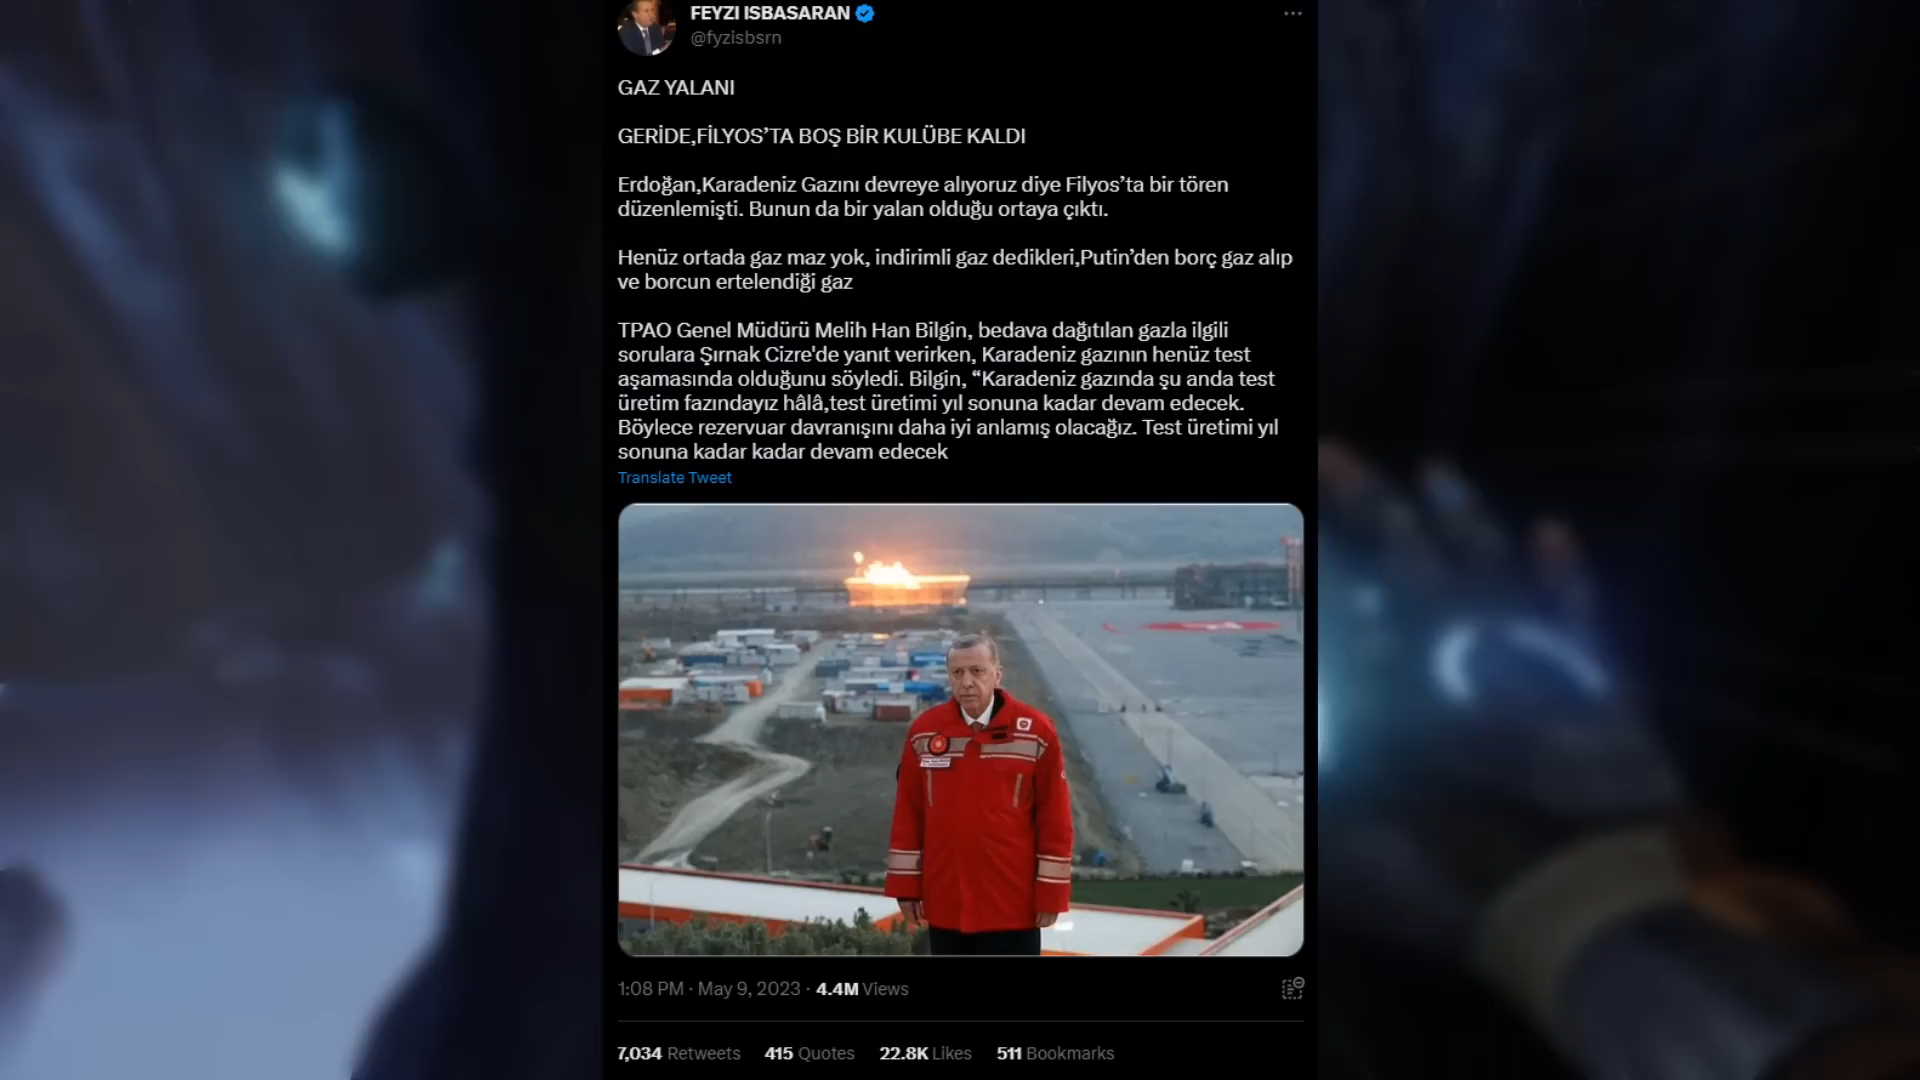 FEYZI ISBASARAN
@fyzisbsrn
GAZ YALANI
GERİDE,FİLYOS’TA BOŞ BİR KULÜBE KALDI
Erdoğan,Karadeniz Gazını devreye alıyoruz diye Filyos’ta bir tören
düzenlemişti. Bunun da bir yalan olduğu ortaya çıktı.
Henüz ortada gaz maz yok, indirimli gaz dedikleri,Putin’den borç gaz alıp
ve borcun ertelendiği gaz
TPAO Genel Müdürü Melih Han Bilgin, bedava dağıtılan gazla ilgili
sorulara Şırnak Cizre'de yanıt verirken, Karadeniz gazının henüz test
aşamasında olduğunu söyledi. Bilgin, “Karadeniz gazında şu anda test
üretim fazındayız hâlâ,test üretimi yıl sonuna kadar devam edecek.
Böylece rezervuar davranışını daha iyi anlamış olacağız. Test üretimi yıl
sonuna kadar kadar devam edecek
Translate Tweet
1:08 PM · May 9, 2023 · 4.4M Views
7,034 Retweets 415 Quotes 22.8K Likes 511 Bookmarks